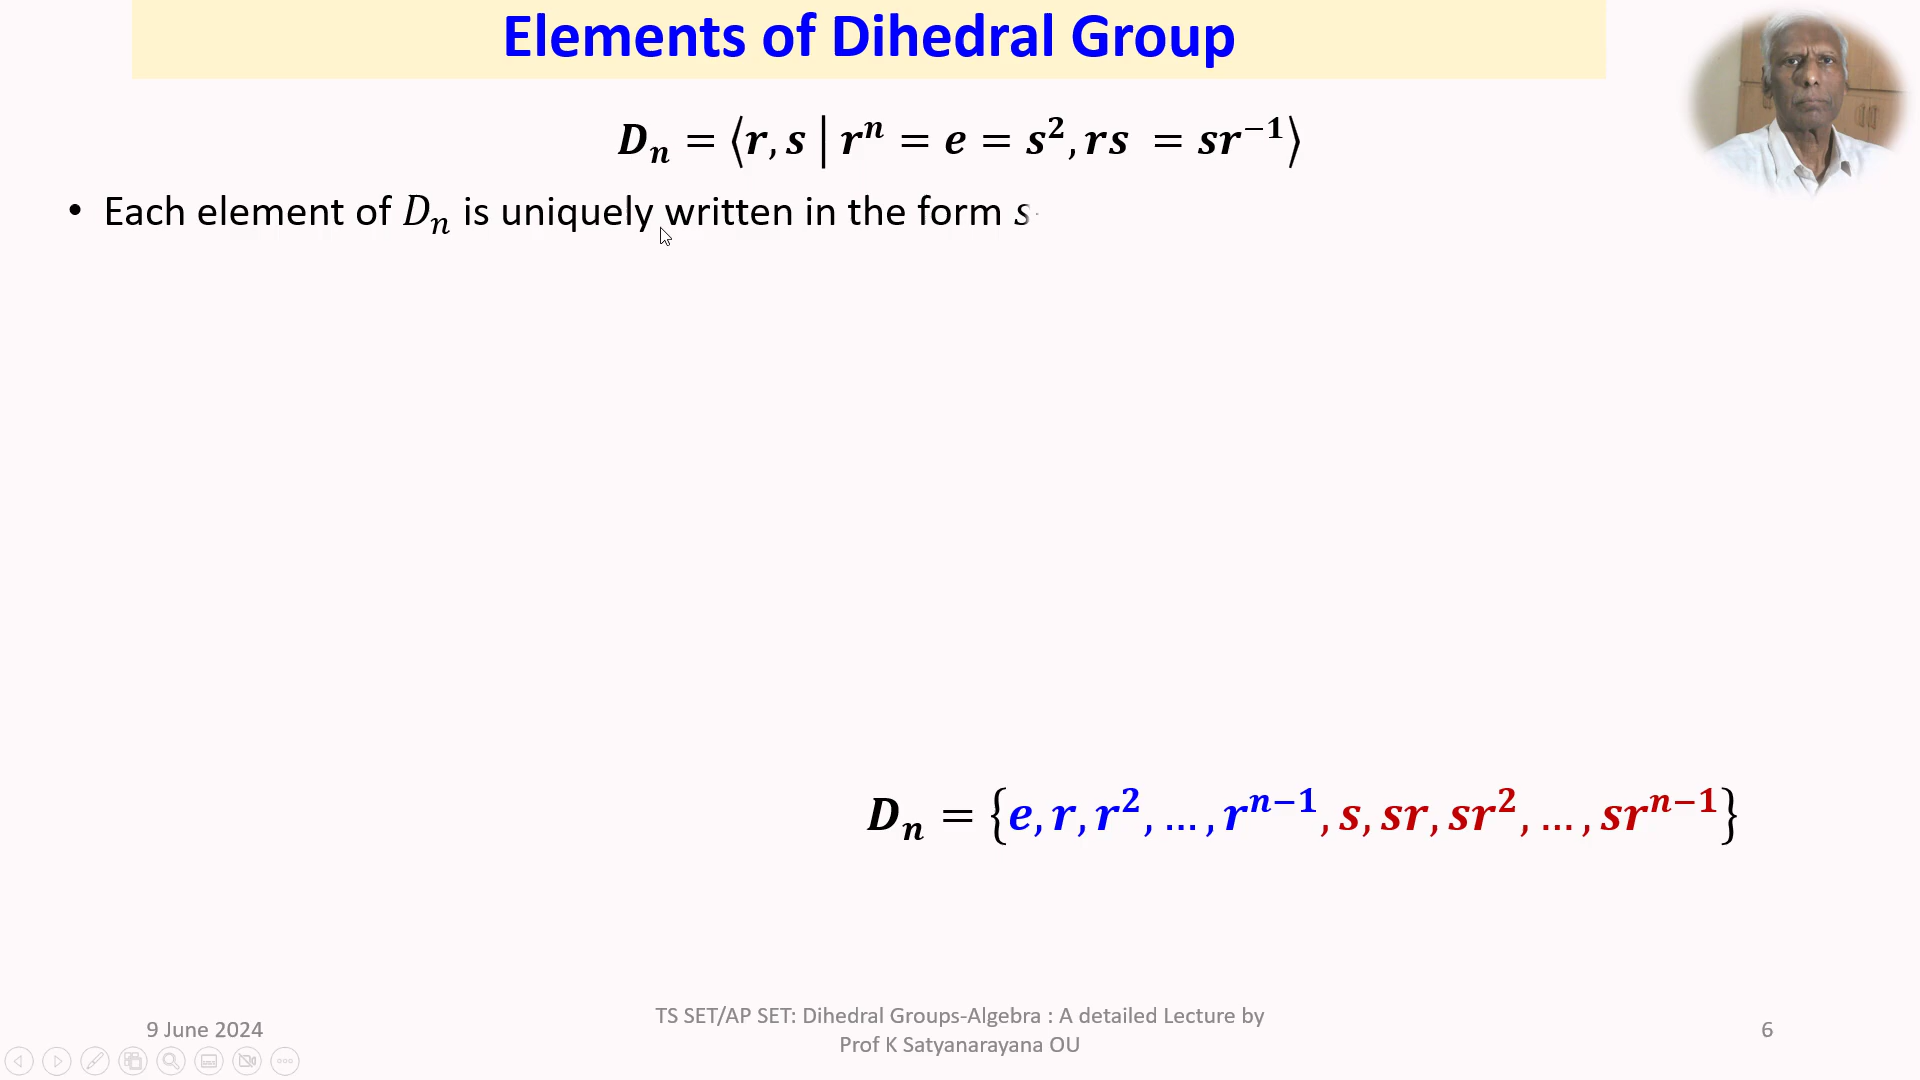 Elements of Dihedral Group
Dₙ = ⟨r, s | rⁿ = e = s², rs = sr⁻¹⟩
• Each element of Dₙ is uniquely written in the form s
Dₙ = {e, r, r², … , rⁿ⁻¹, s, sr, sr², … , srⁿ⁻¹}
9 June 2024
TS SET/AP SET: Dihedral Groups-Algebra : A detailed Lecture by
Prof K Satyanarayana OU
6